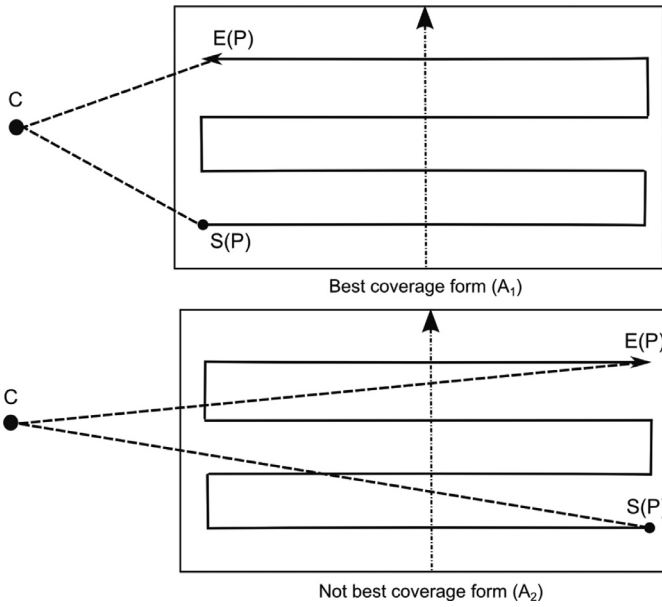 E(P)
C
S(P)
Best coverage form (A₁)
E(P)
C
S(P)
Not best coverage form (A₂)